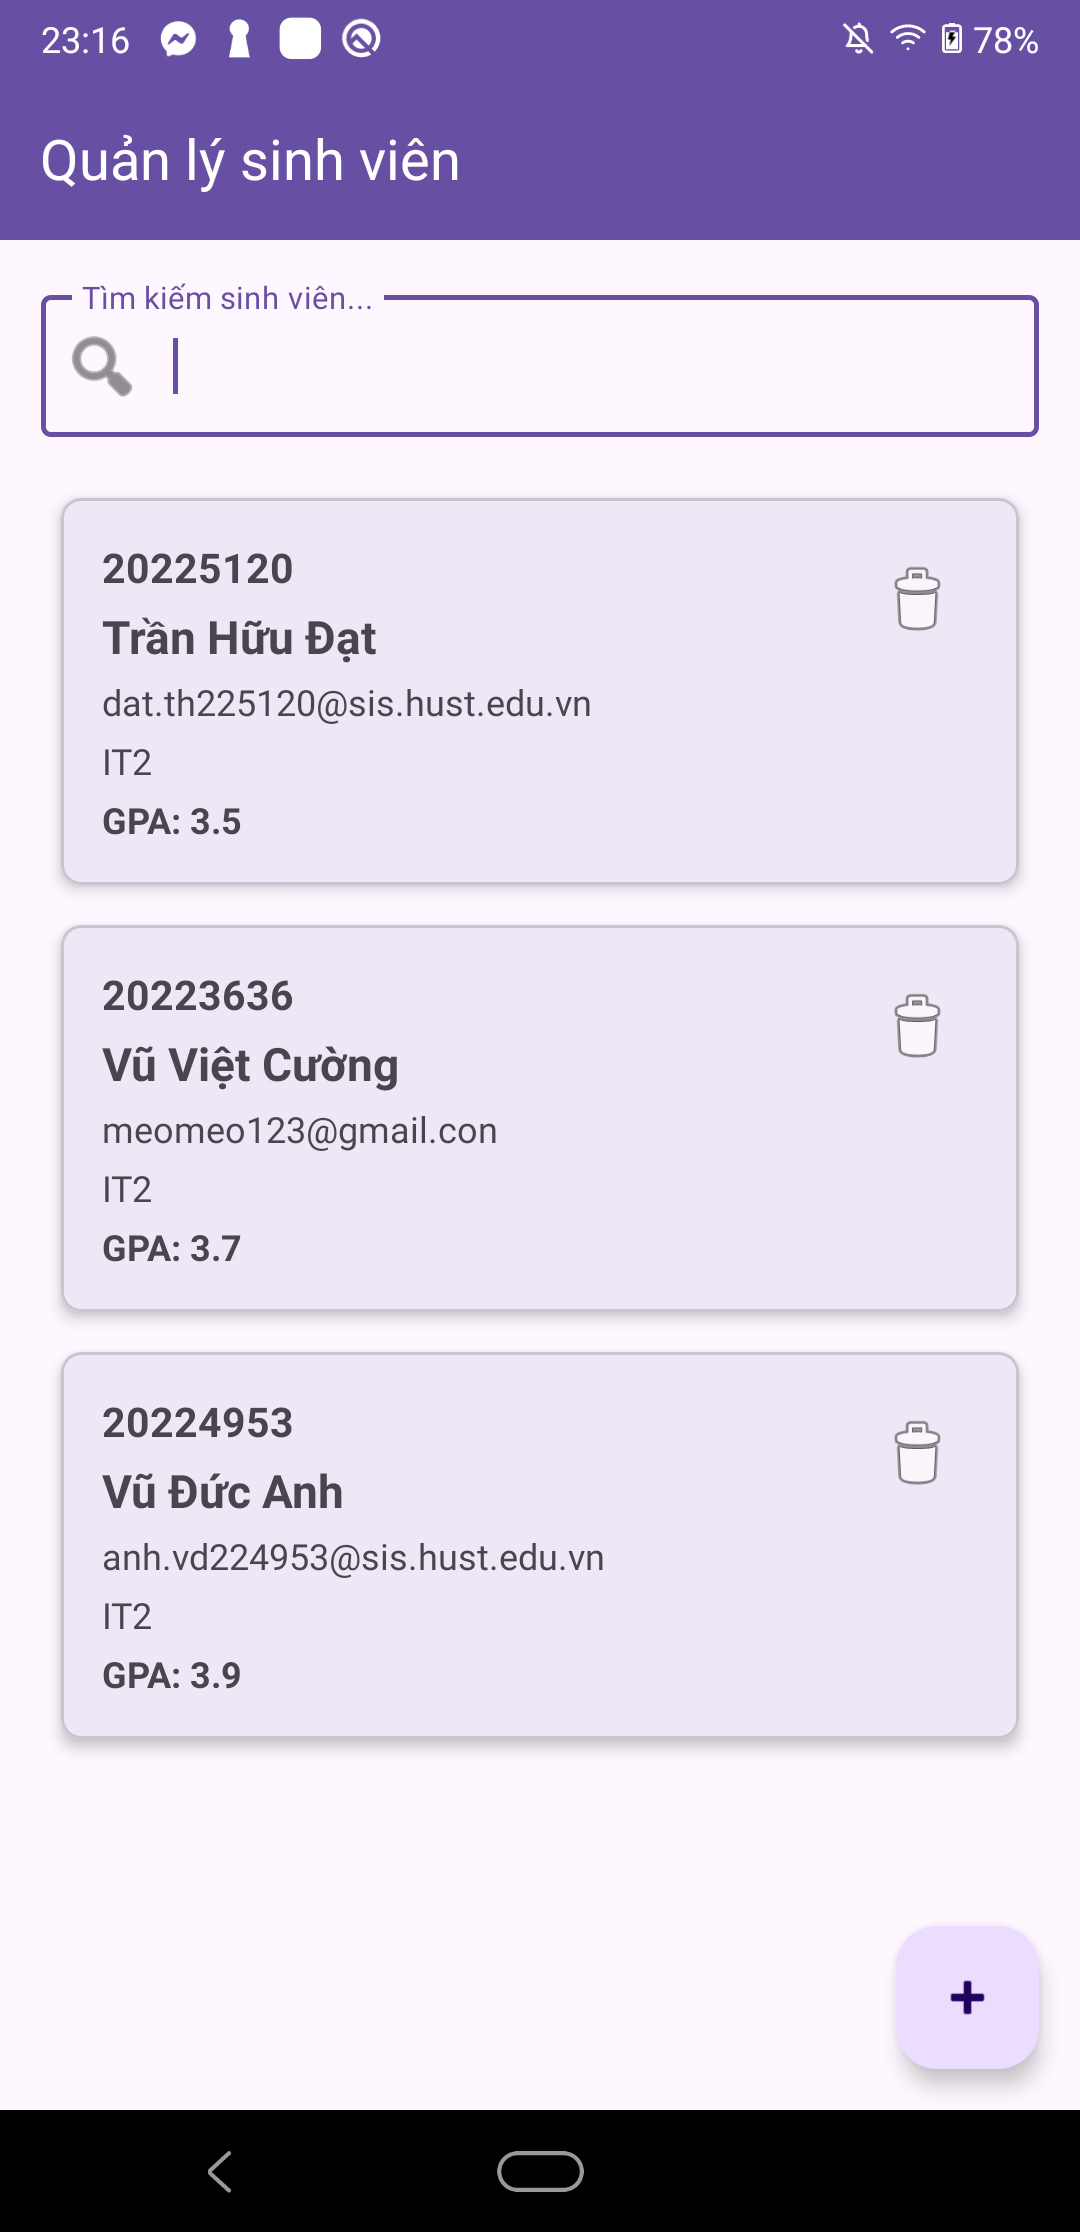 23:16
78%
Quản lý sinh viên
Tìm kiếm sinh viên...
20225120
Trần Hữu Đạt
dat.th225120@sis.hust.edu.vn
IT2
GPA: 3.5
20223636
Vũ Việt Cường
meomeo123@gmail.con
IT2
GPA: 3.7
20224953
Vũ Đức Anh
anh.vd224953@sis.hust.edu.vn
IT2
GPA: 3.9